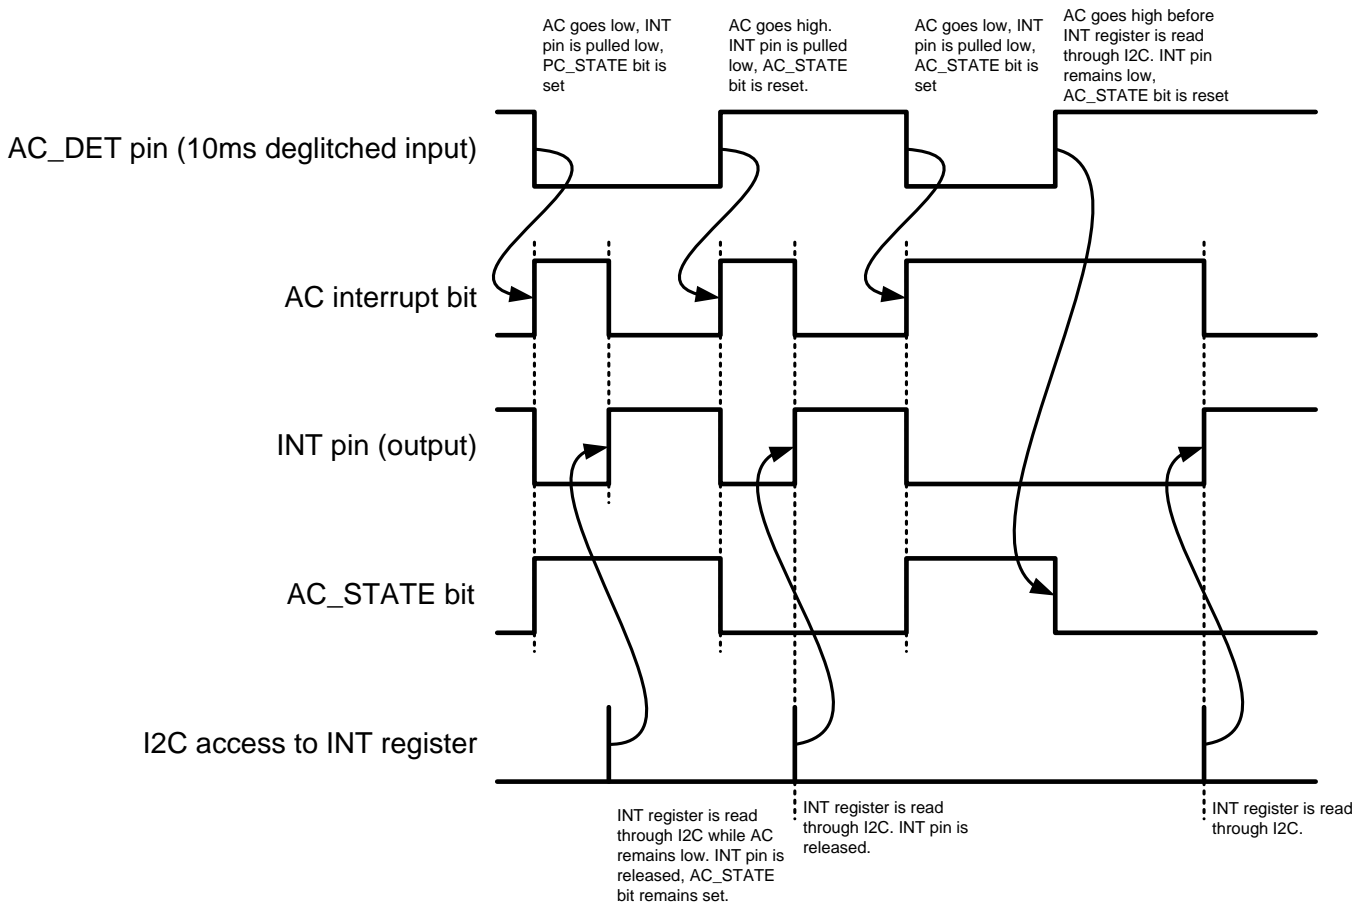 AC goes low, INT
pin is pulled low,
PC_STATE bit is
set
AC goes high.
INT pin is pulled
low, AC_STATE
bit is reset.
AC goes low, INT
pin is pulled low,
AC_STATE bit is
set
AC goes high before
INT register is read
through I2C. INT pin
remains low,
AC_STATE bit is reset
AC_DET pin (10ms deglitched input)
AC interrupt bit
INT pin (output)
AC_STATE bit
I2C access to INT register
INT register is read
through I2C while AC
remains low. INT pin is
released, AC_STATE
bit remains set.
INT register is read
through I2C. INT pin is
released.
INT register is read
through I2C.